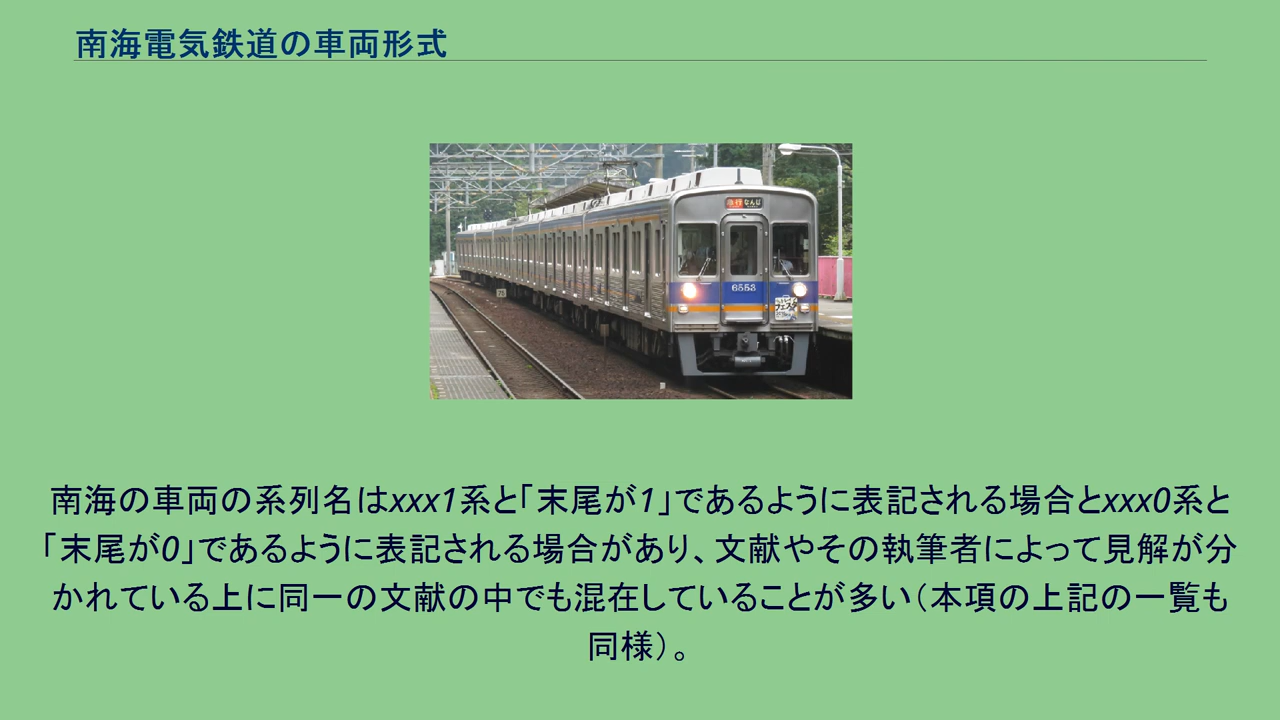 南海電気鉄道の車両形式
急行 なんば
6553
南海の車両の系列名はxxx1系と「末尾が1」であるように表記される場合とxxx0系と
「末尾が0」であるように表記される場合があり、文献やその執筆者によって見解が分
かれている上に同一の文献の中でも混在していることが多い（本項の上記の一覧も
同様）。